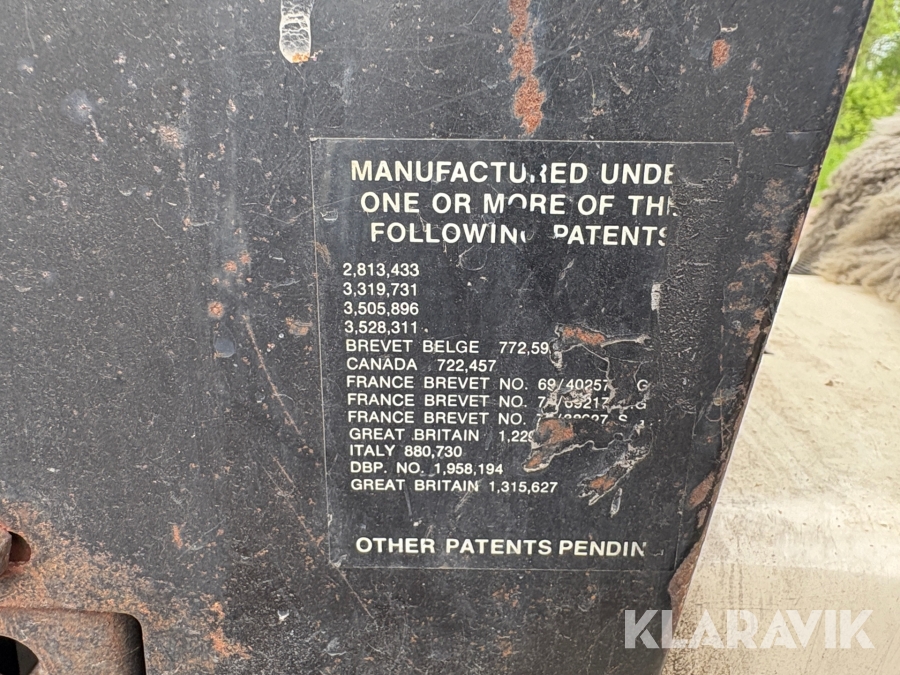 MANUFACTURED UNDE
ONE OR MORE OF TH
FOLLOWIN PATENTS
2,813,433
3,319,731
3,505,896
3,528,311
BREVET BELGE 772,59
CANADA 722,457
FRANCE BREVET NO. 69/40257 G
FRANCE BREVET NO.
FRANCE BREVET NO.
GREAT BRITAIN 1,229
ITALY 880,730
DBP. NO. 1,958,194
GREAT BRITAIN 1,315,627
OTHER PATENTS PENDIN
KLARAVIK